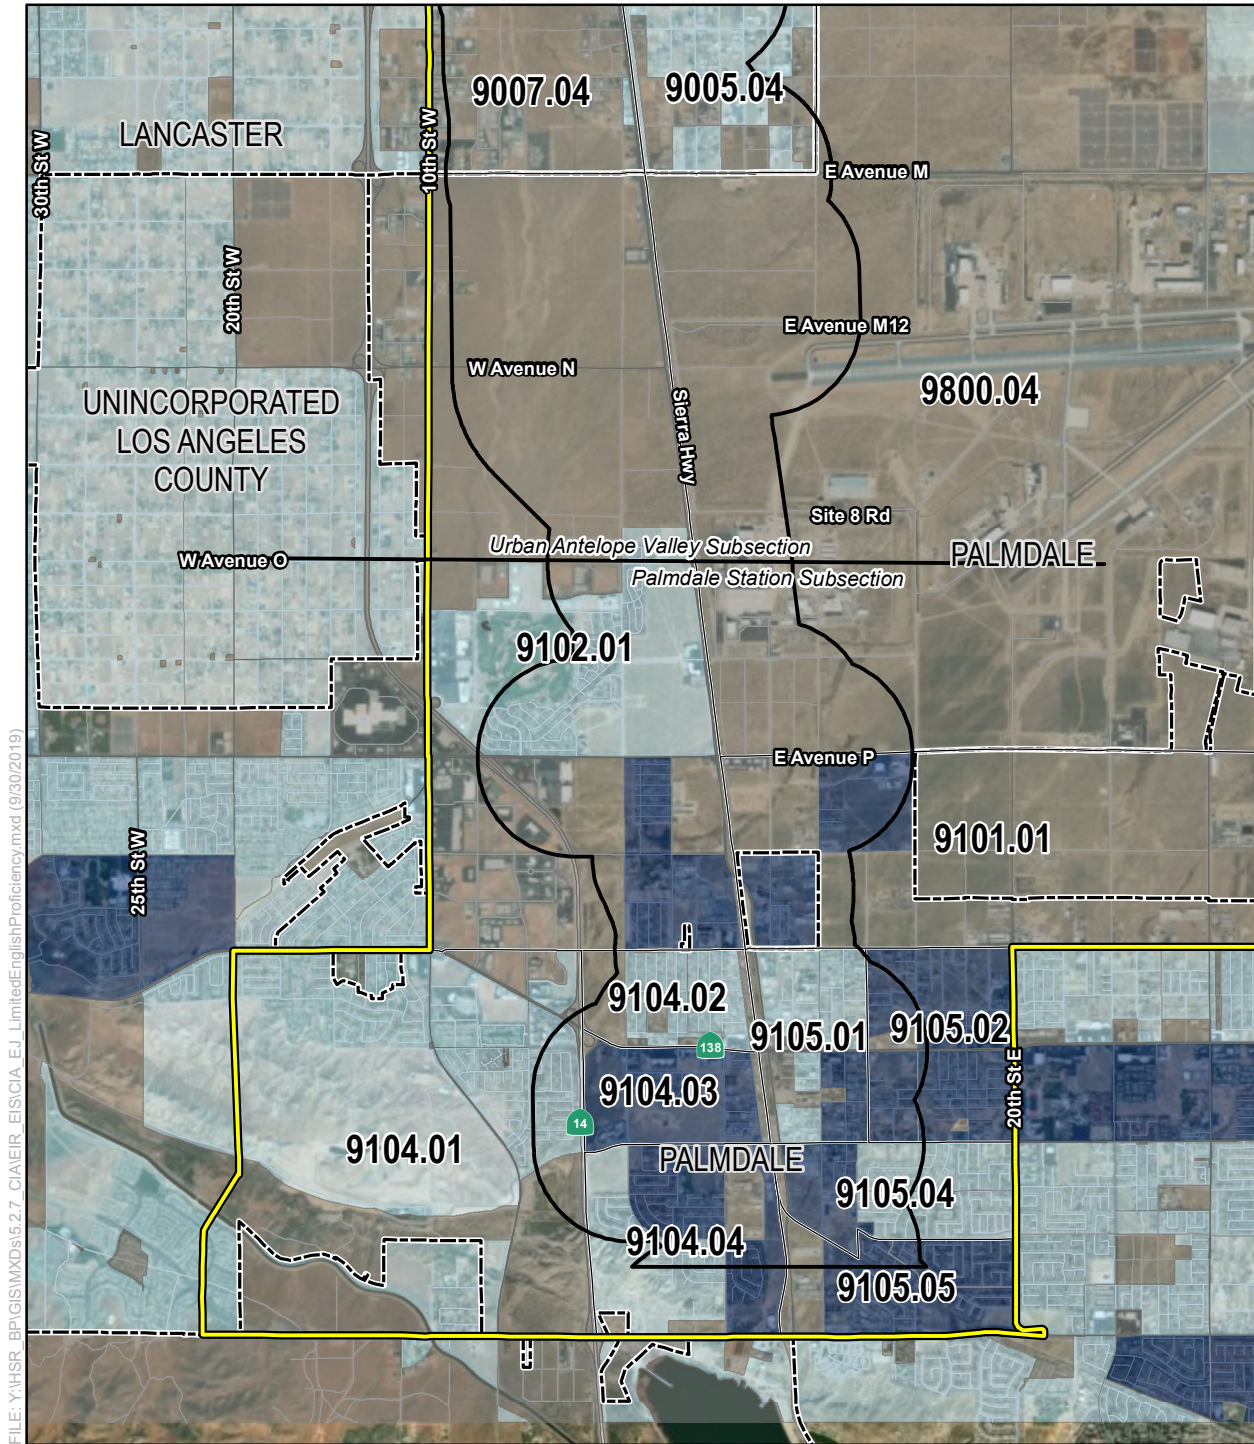 9007.04
9005.04
LANCASTER
10th St W
30th St W
E Avenue M
20th St W
E Avenue M12
W Avenue N
9800.04
UNINCORPORATED
LOS ANGELES
COUNTY
Sierra Hwy
Site 8 Rd
Urban Antelope Valley Subsection
PALMDALE
W Avenue O
Palmdale Station Subsection
9102.01
E Avenue P
9101.01
25th St W
9104.02
9105.01
9105.02
138
9104.03
20th St E
14
9104.01
PALMDALE
9105.04
9104.04
9105.05
FILE: Y:\HSR_BP\GIS\MXDs\5.2.7_CIA\EIR_EIS\CIA_EJ_LimitedEnglishProficiency.mxd (9/30/2019)